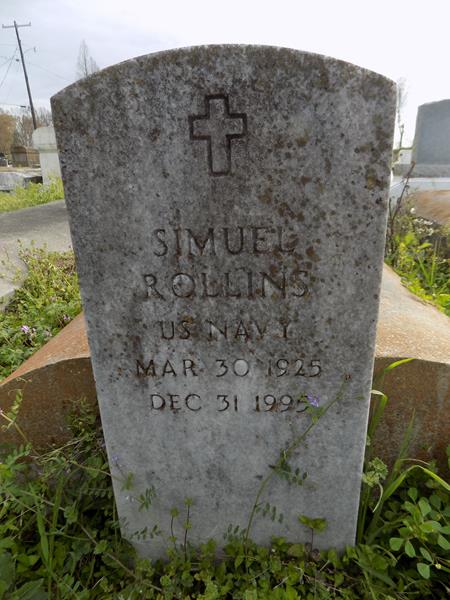 SIMUEL
ROLLINS
US NAVY
MAR 30 1925
DEC 31 1995